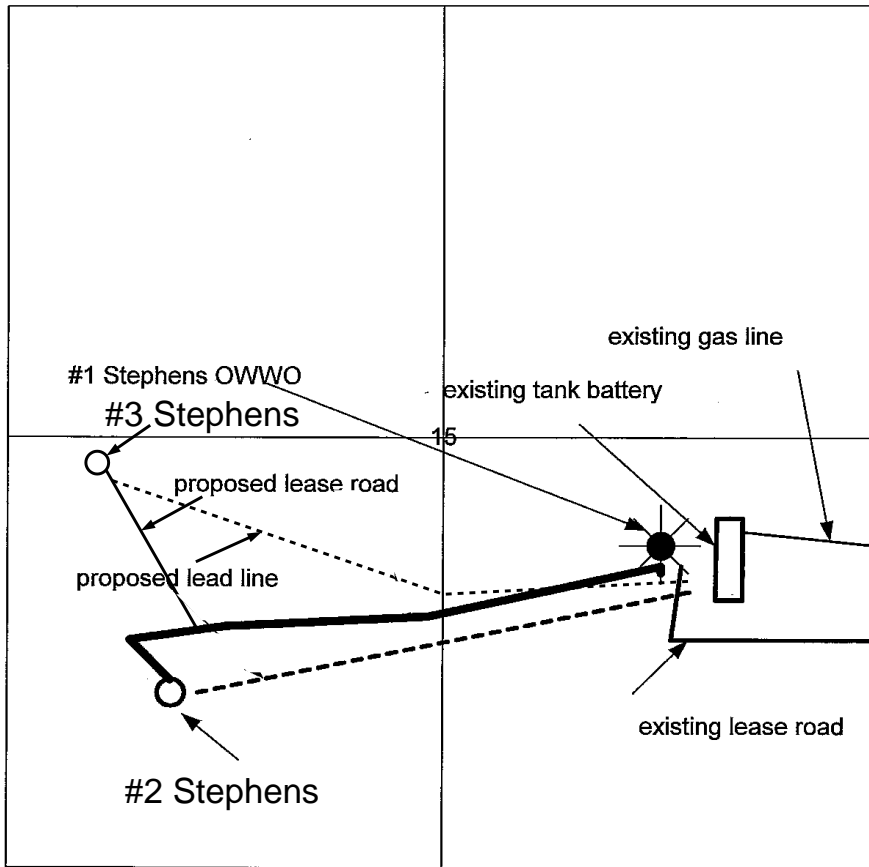 existing gas line
#1 Stephens OWWO
existing tank battery
#3 Stephens
15
proposed lease road
proposed lead line
existing lease road
#2 Stephens